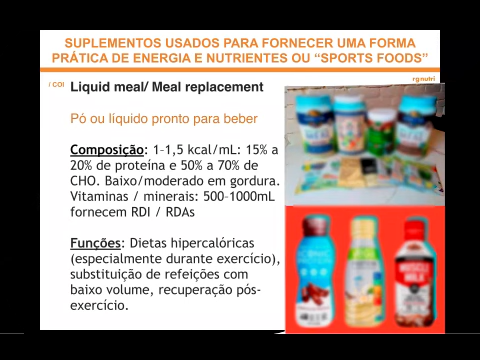 SUPLEMENTOS USADOS PARA FORNECER UMA FORMA
PRÁTICA DE ENERGIA E NUTRIENTES OU “SPORTS FOODS”
/ COI
rgnutri
Liquid meal/ Meal replacement
Pó ou líquido pronto para beber
Composição: 1–1,5 kcal/mL: 15% a
20% de proteína e 50% a 70% de
CHO. Baixo/moderado em gordura.
Vitaminas / minerais: 500–1000mL
fornecem RDI / RDAs
Funções: Dietas hipercalóricas
(especialmente durante exercício),
substituição de refeições com
baixo volume, recuperação pós-
exercício.
MUSCLE
MILK